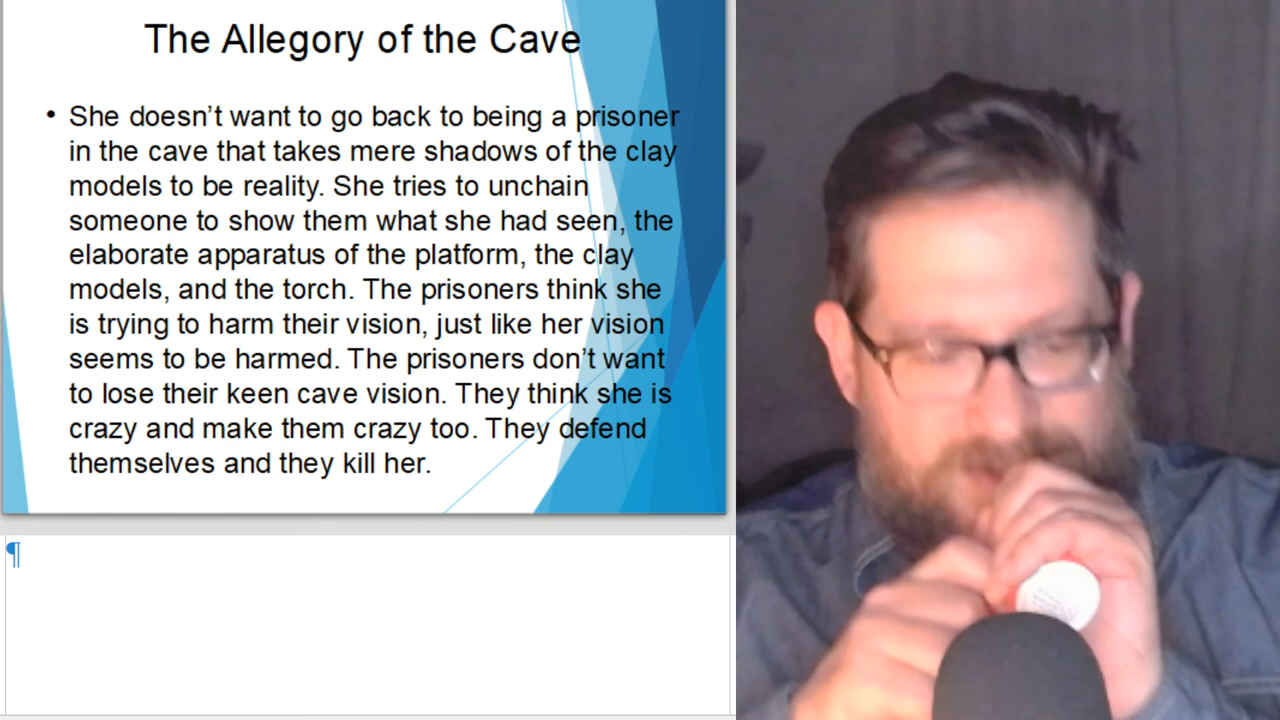 The Allegory of the Cave
• She doesn’t want to go back to being a prisoner
in the cave that takes mere shadows of the clay
models to be reality. She tries to unchain
someone to show them what she had seen, the
elaborate apparatus of the platform, the clay
models, and the torch. The prisoners think she
is trying to harm their vision, just like her vision
seems to be harmed. The prisoners don’t want
to lose their keen cave vision. They think she is
crazy and make them crazy too. They defend
themselves and they kill her.
¶